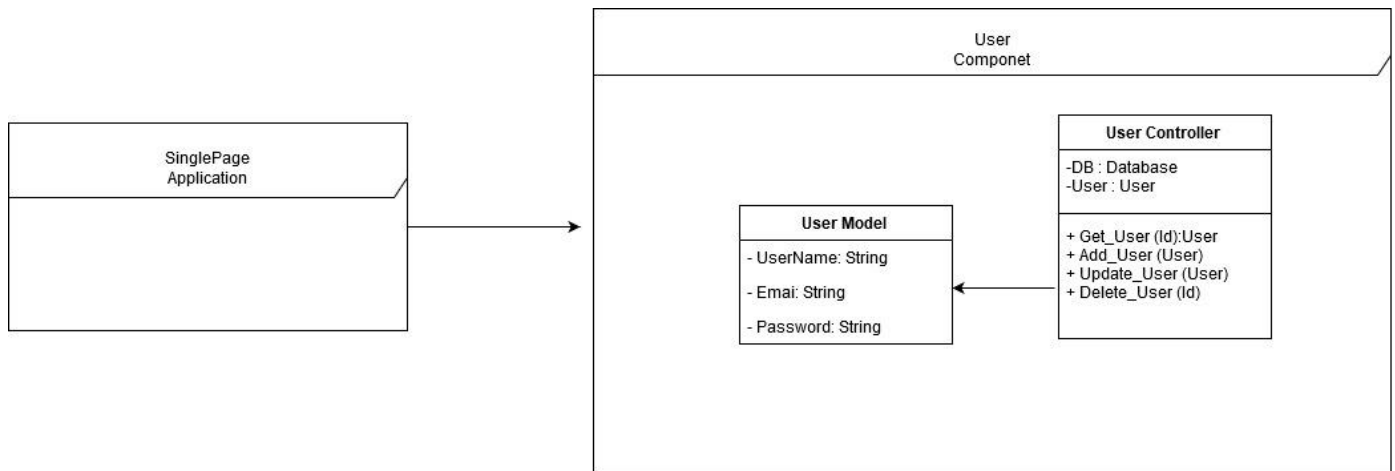 SinglePage
Application
User
Componet
User Model
- UserName: String
- Emai: String
- Password: String
User Controller
-DB : Database
-User : User
+ Get_User (Id):User
+ Add_User (User)
+ Update_User (User)
+ Delete_User (Id)